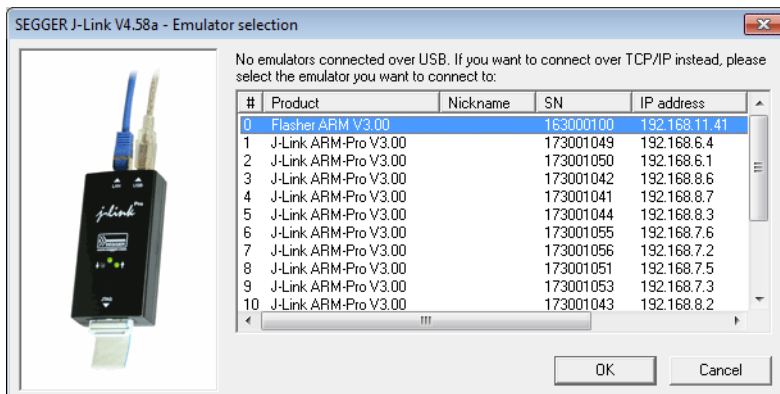 SEGGER J-Link V4.58a - Emulator selection
No emulators connected over USB. If you want to connect over TCP/IP instead, please
select the emulator you want to connect to:
# Product Nickname SN IP address
0 Flasher ARM V3.00 163000100 192.168.11.41
1 J-Link ARM-Pro V3.00 173001049 192.168.6.4
2 J-Link ARM-Pro V3.00 173001050 192.168.6.1
3 J-Link ARM-Pro V3.00 173001042 192.168.8.6
4 J-Link ARM-Pro V3.00 173001041 192.168.8.7
5 J-Link ARM-Pro V3.00 173001044 192.168.8.3
6 J-Link ARM-Pro V3.00 173001055 192.168.7.6
7 J-Link ARM-Pro V3.00 173001056 192.168.7.2
8 J-Link ARM-Pro V3.00 173001051 192.168.7.5
9 J-Link ARM-Pro V3.00 173001053 192.168.7.3
10 J-Link ARM-Pro V3.00 173001043 192.168.8.2
LAN USB
J-Link Pro
SEGGER
JTAG
OK Cancel